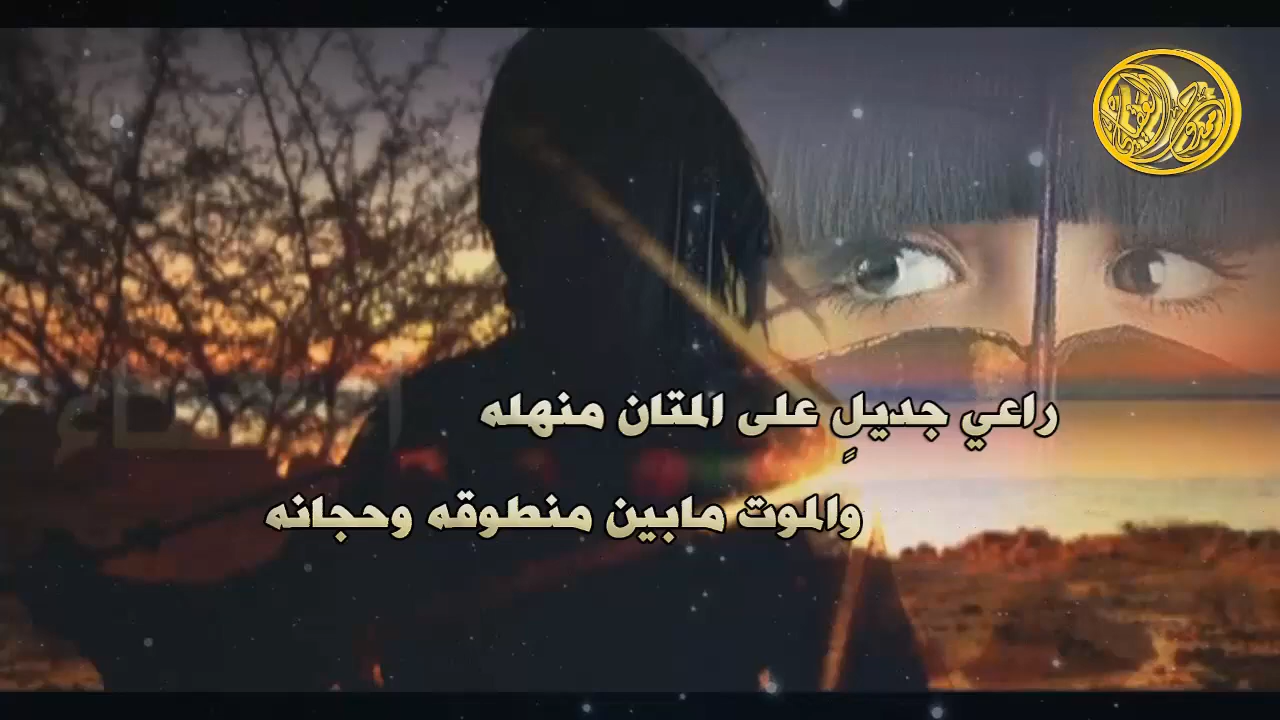 راعي جديلٍ على المتان منهله
والموت مابين منطوقه وحجانه